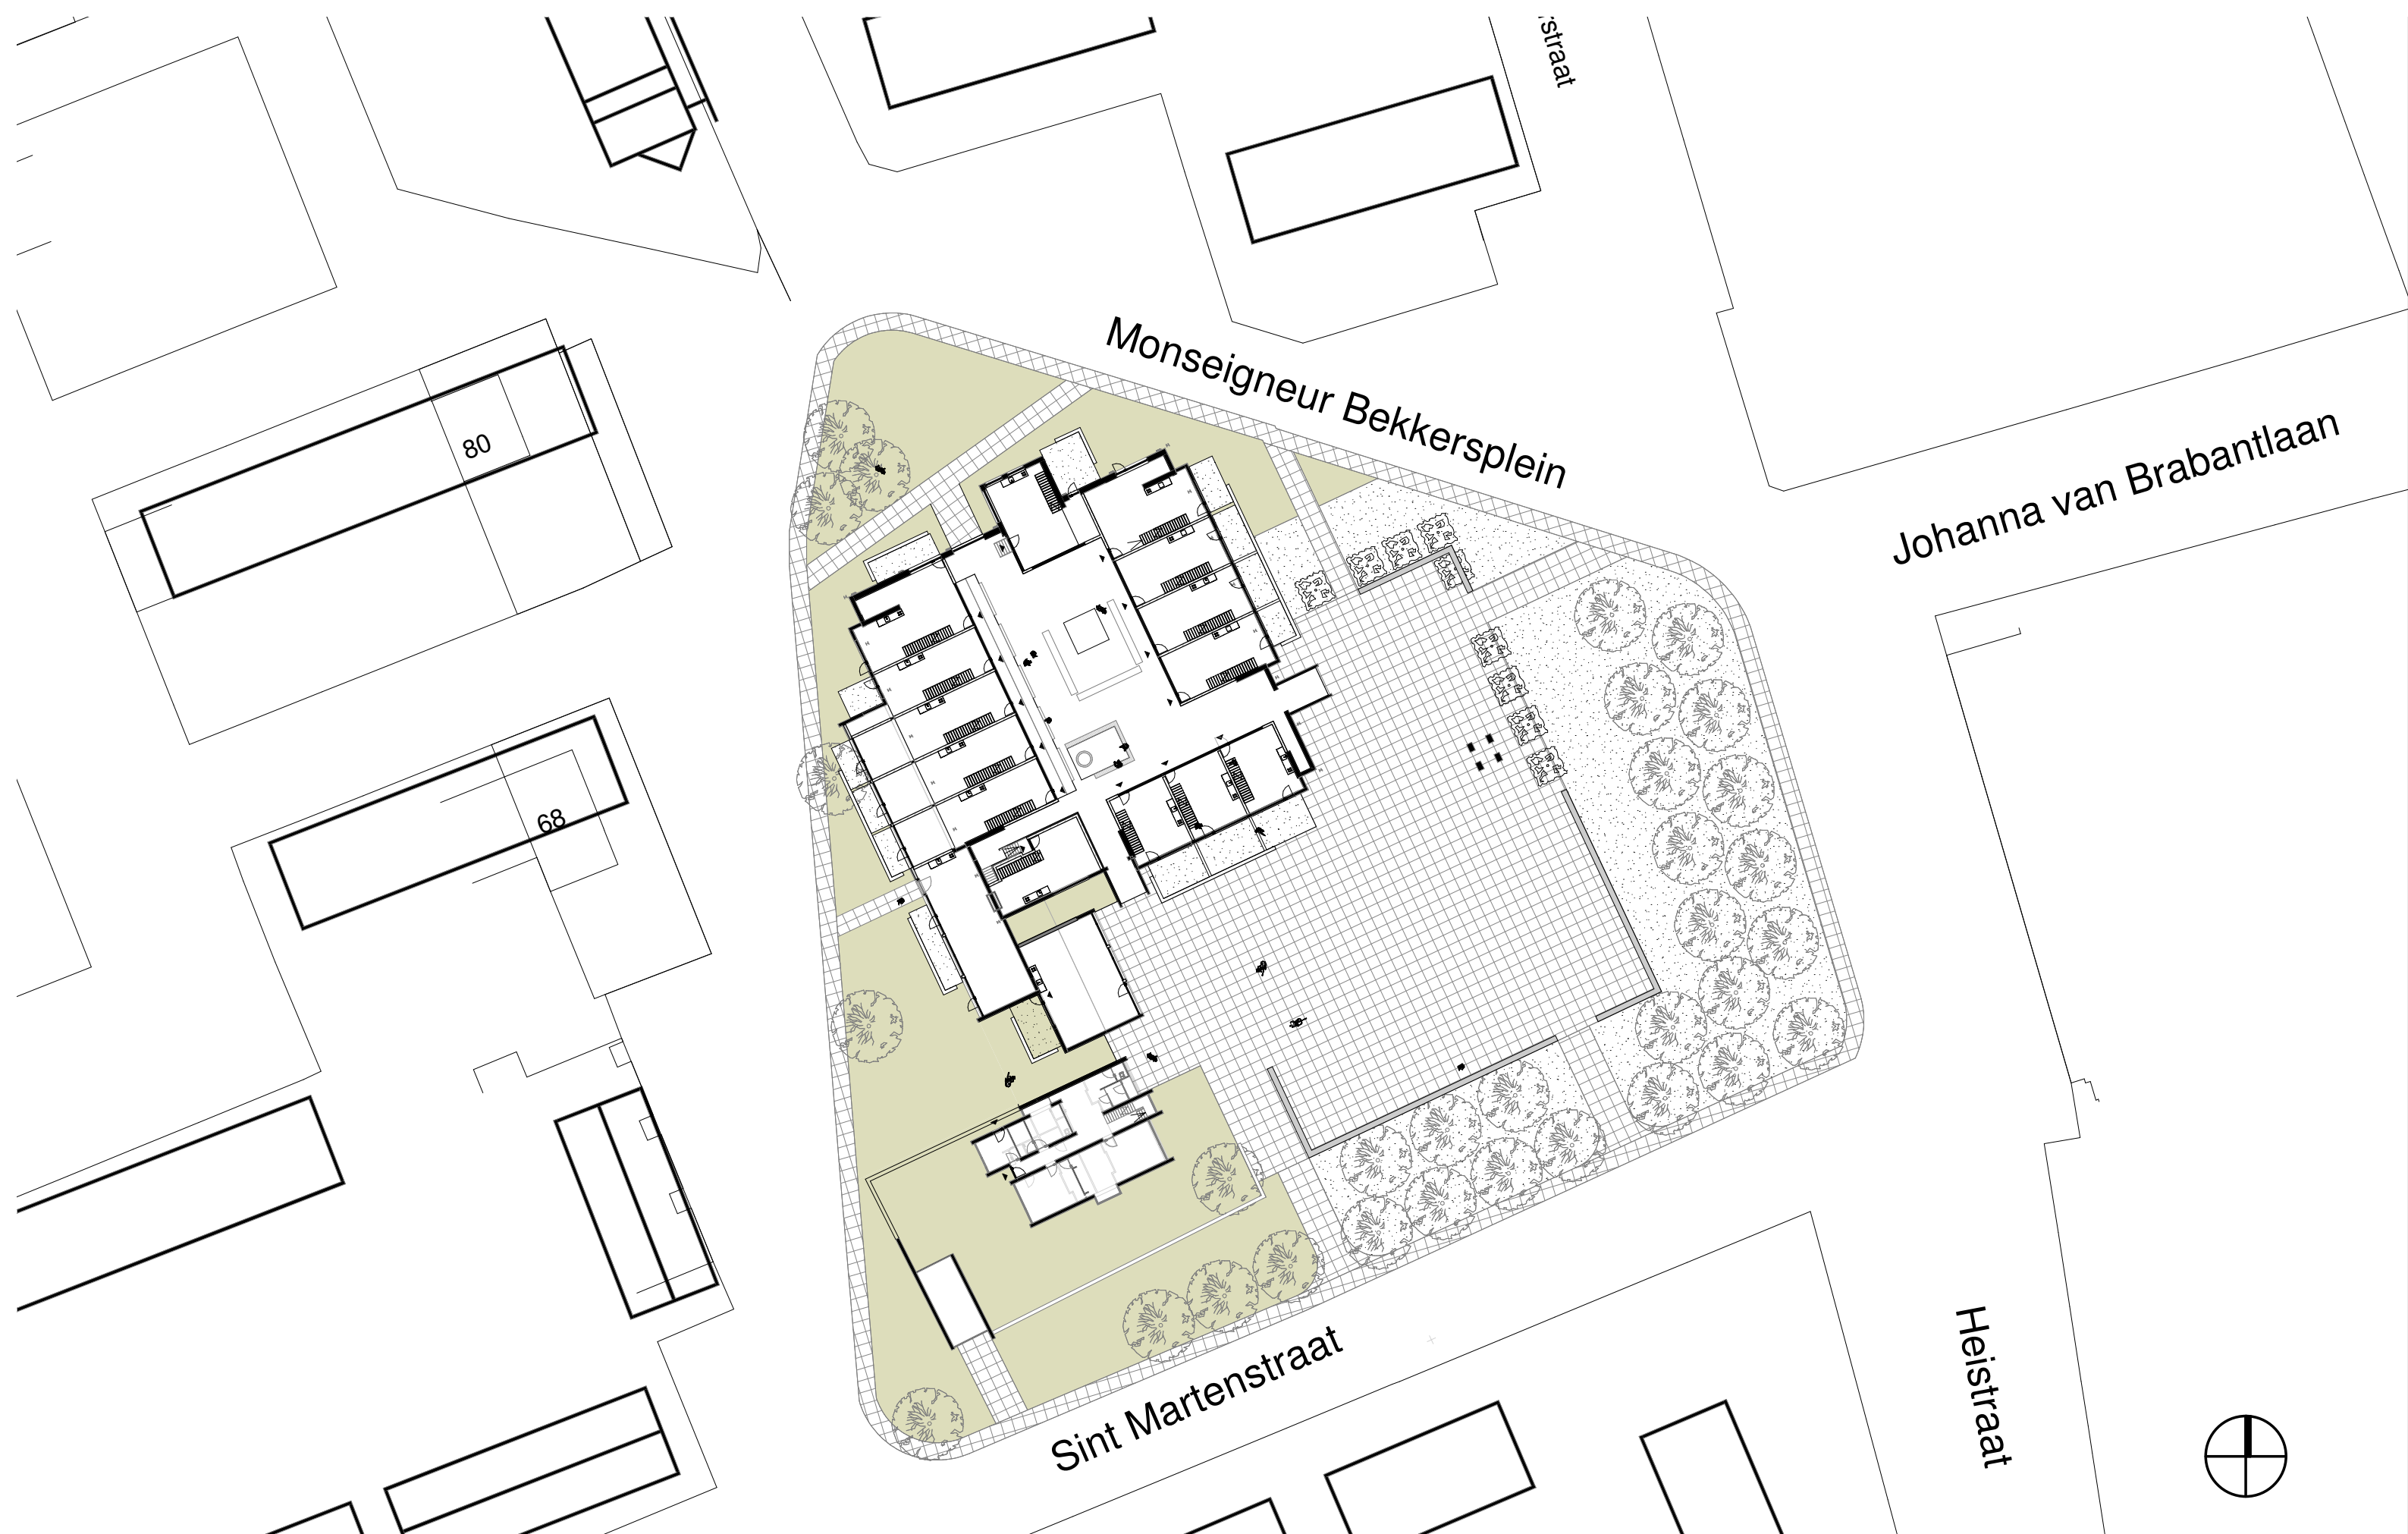 Monseigneur Bekkersplein
Johanna van Brabantlaan
80
68
Sint Martenstraat
Heistraat